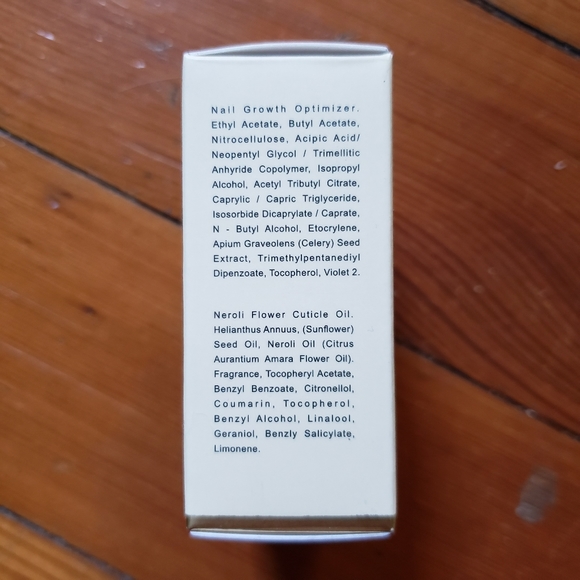 Nail Growth Optimizer.
Ethyl Acetate, Butyl Acetate,
Nitrocellulose, Acipic Acid/
Neopentyl Glycol / Trimellitic
Anhyride Copolymer, Isopropyl
Alcohol, Acetyl Tributyl Citrate,
Caprylic / Capric Triglyceride,
Isosorbide Dicaprylate / Caprate,
N - Butyl Alcohol, Etocrylene,
Apium Graveolens (Celery) Seed
Extract, Trimethylpentanediyl
Dipenzoate, Tocopherol, Violet 2.
Neroli Flower Cuticle Oil.
Helianthus Annuus, (Sunflower)
Seed Oil, Neroli Oil (Citrus
Aurantium Amara Flower Oil).
Fragrance, Tocopheryl Acetate,
Benzyl Benzoate, Citronellol,
Coumarin, Tocopherol,
Benzyl Alcohol, Linalool,
Geraniol, Benzly Salicylate,
Limonene.